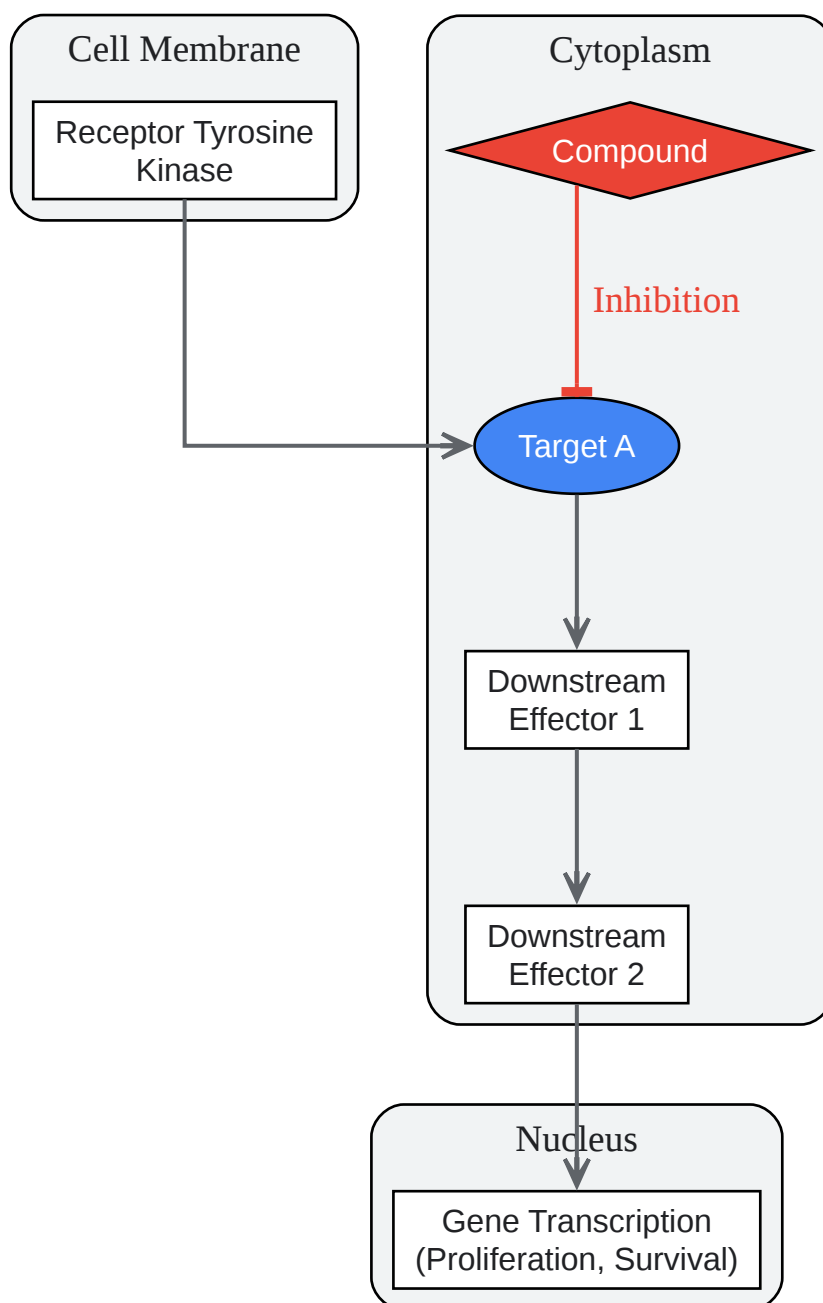 Cell Membrane
Receptor Tyrosine
Kinase
Cytoplasm
Compound
Inhibition
Target A
Downstream
Effector 1
Downstream
Effector 2
Nucleus
Gene Transcription
(Proliferation, Survival)